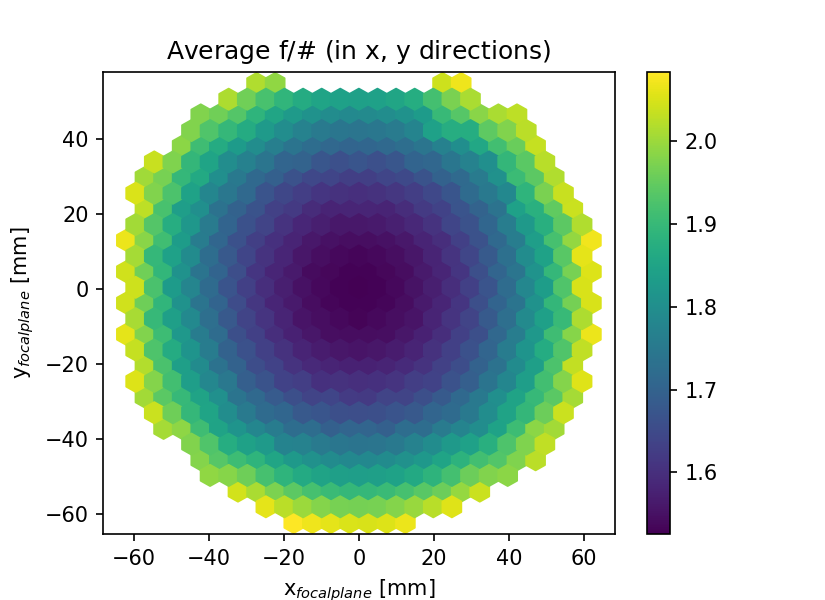 Average f/# (in x, y directions)
40
20
0
−20
−40
−60
y_focalplane [mm]
−60 −40 −20 0 20 40 60
x_focalplane [mm]
2.0
1.9
1.8
1.7
1.6